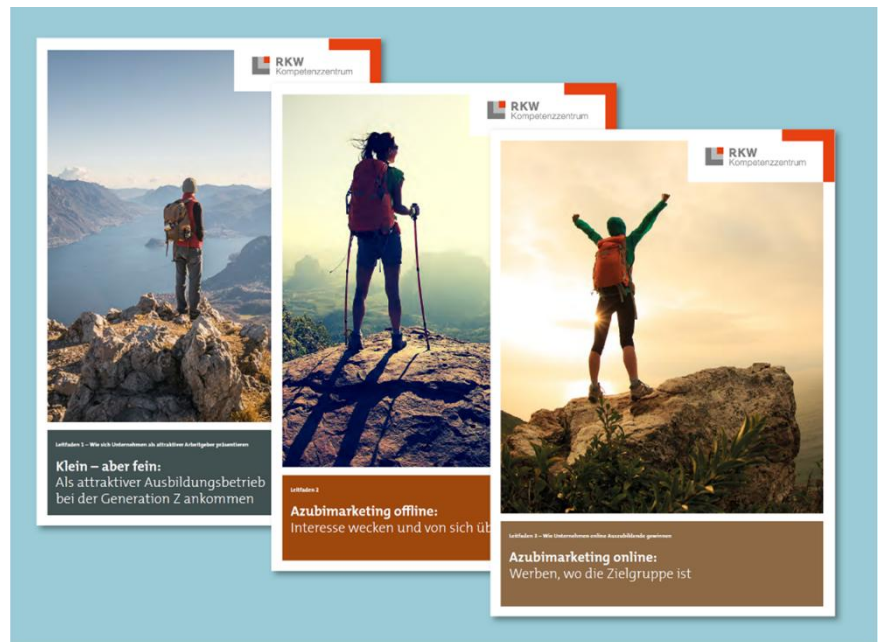 RKW
Kompetenzzentrum
Leitfaden 1 – Wie sich Unternehmen als attraktiver Arbeitgeber präsentieren
Klein – aber fein:
Als attraktiver Ausbildungsbetrieb
bei der Generation Z ankommen
RKW
Kompetenzzentrum
Leitfaden 2
Azubimarketing offline:
Interesse wecken und von sich üb
RKW
Kompetenzzentrum
Leitfaden 3 – Wie Unternehmen online Auszubildende gewinnen
Azubimarketing online:
Werben, wo die Zielgruppe ist